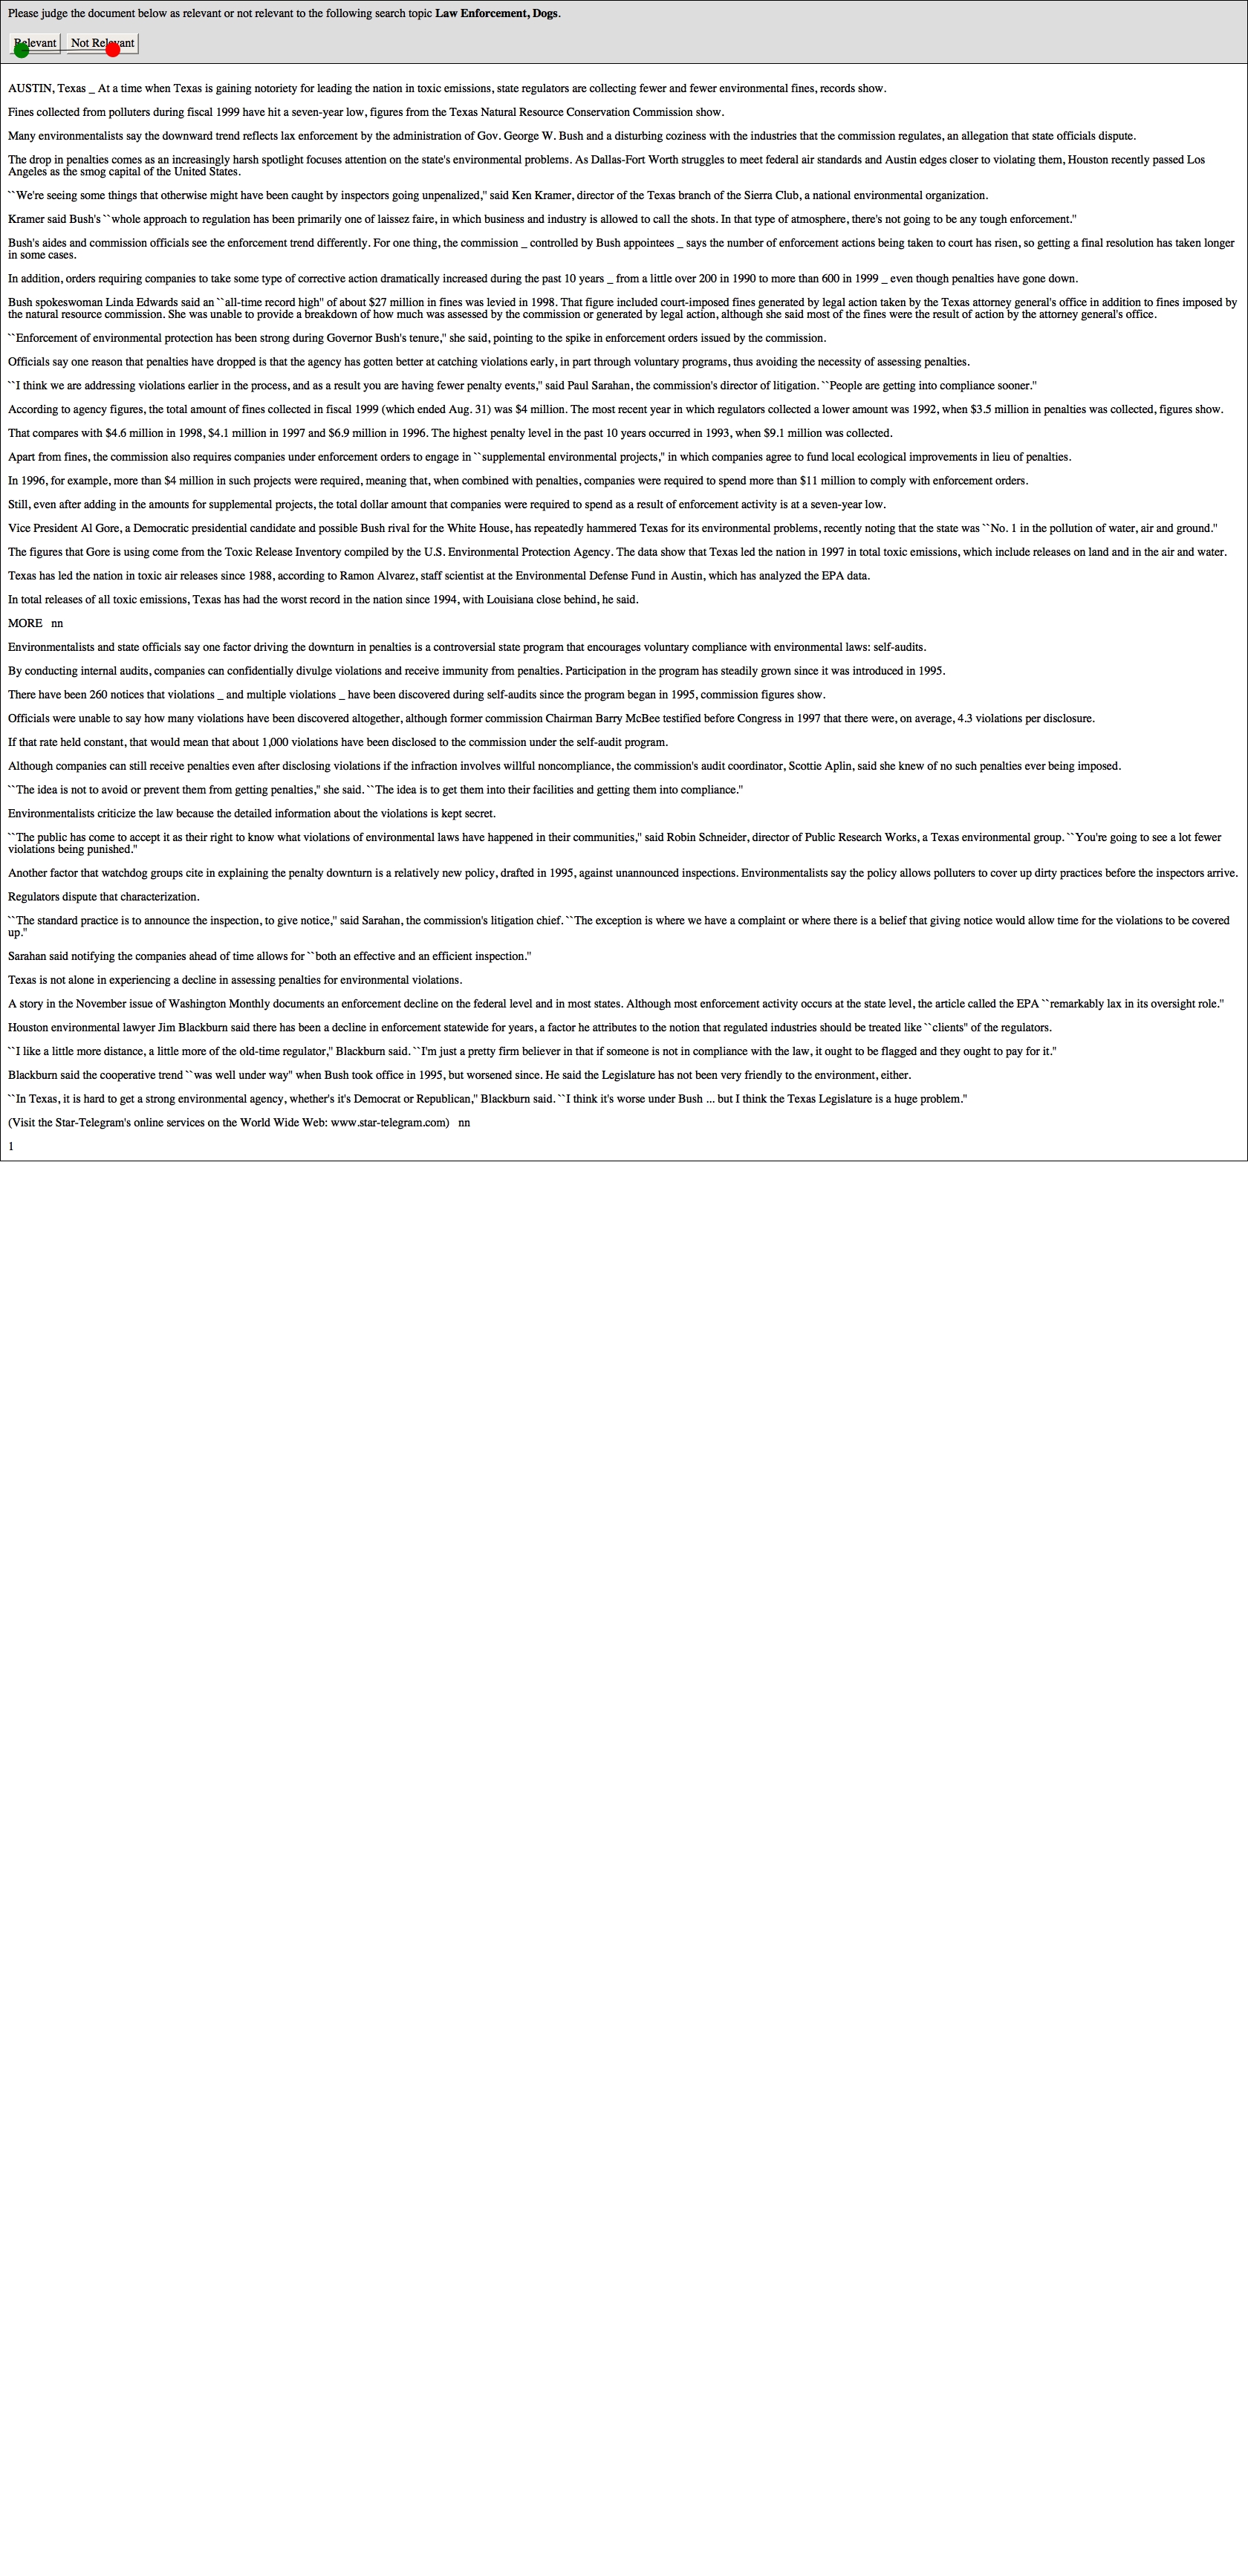 Please judge the document below as relevant or not relevant to the following search topic Law Enforcement, Dogs.
Relevant Not Relevant
AUSTIN, Texas _ At a time when Texas is gaining notoriety for leading the nation in toxic emissions, state regulators are collecting fewer and fewer environmental fines, records show.
Fines collected from polluters during fiscal 1999 have hit a seven-year low, figures from the Texas Natural Resource Conservation Commission show.
Many environmentalists say the downward trend reflects lax enforcement by the administration of Gov. George W. Bush and a disturbing coziness with the industries that the commission regulates, an allegation that state officials dispute.
The drop in penalties comes as an increasingly harsh spotlight focuses attention on the state's environmental problems. As Dallas-Fort Worth struggles to meet federal air standards and Austin edges closer to violating them, Houston recently passed Los
Angeles as the smog capital of the United States.
``We're seeing some things that otherwise might have been caught by inspectors going unpenalized,'' said Ken Kramer, director of the Texas branch of the Sierra Club, a national environmental organization.
Kramer said Bush's ``whole approach to regulation has been primarily one of laissez faire, in which business and industry is allowed to call the shots. In that type of atmosphere, there's not going to be any tough enforcement.''
Bush's aides and commission officials see the enforcement trend differently. For one thing, the commission _ controlled by Bush appointees _ says the number of enforcement actions being taken to court has risen, so getting a final resolution has taken longer
in some cases.
In addition, orders requiring companies to take some type of corrective action dramatically increased during the past 10 years _ from a little over 200 in 1990 to more than 600 in 1999 _ even though penalties have gone down.
Bush spokeswoman Linda Edwards said an ``all-time record high'' of about $27 million in fines was levied in 1998. That figure included court-imposed fines generated by legal action taken by the Texas attorney general's office in addition to fines imposed by
the natural resource commission. She was unable to provide a breakdown of how much was assessed by the commission or generated by legal action, although she said most of the fines were the result of action by the attorney general's office.
``Enforcement of environmental protection has been strong during Governor Bush's tenure,'' she said, pointing to the spike in enforcement orders issued by the commission.
Officials say one reason that penalties have dropped is that the agency has gotten better at catching violations early, in part through voluntary programs, thus avoiding the necessity of assessing penalties.
``I think we are addressing violations earlier in the process, and as a result you are having fewer penalty events,'' said Paul Sarahan, the commission's director of litigation. ``People are getting into compliance sooner.''
According to agency figures, the total amount of fines collected in fiscal 1999 (which ended Aug. 31) was $4 million. The most recent year in which regulators collected a lower amount was 1992, when $3.5 million in penalties was collected, figures show.
That compares with $4.6 million in 1998, $4.1 million in 1997 and $6.9 million in 1996. The highest penalty level in the past 10 years occurred in 1993, when $9.1 million was collected.
Apart from fines, the commission also requires companies under enforcement orders to engage in ``supplemental environmental projects,'' in which companies agree to fund local ecological improvements in lieu of penalties.
In 1996, for example, more than $4 million in such projects were required, meaning that, when combined with penalties, companies were required to spend more than $11 million to comply with enforcement orders.
Still, even after adding in the amounts for supplemental projects, the total dollar amount that companies were required to spend as a result of enforcement activity is at a seven-year low.
Vice President Al Gore, a Democratic presidential candidate and possible Bush rival for the White House, has repeatedly hammered Texas for its environmental problems, recently noting that the state was ``No. 1 in the pollution of water, air and ground.''
The figures that Gore is using come from the Toxic Release Inventory compiled by the U.S. Environmental Protection Agency. The data show that Texas led the nation in 1997 in total toxic emissions, which include releases on land and in the air and water.
Texas has led the nation in toxic air releases since 1988, according to Ramon Alvarez, staff scientist at the Environmental Defense Fund in Austin, which has analyzed the EPA data.
In total releases of all toxic emissions, Texas has had the worst record in the nation since 1994, with Louisiana close behind, he said.
MORE nn
Environmentalists and state officials say one factor driving the downturn in penalties is a controversial state program that encourages voluntary compliance with environmental laws: self-audits.
By conducting internal audits, companies can confidentially divulge violations and receive immunity from penalties. Participation in the program has steadily grown since it was introduced in 1995.
There have been 260 notices that violations _ and multiple violations _ have been discovered during self-audits since the program began in 1995, commission figures show.
Officials were unable to say how many violations have been discovered altogether, although former commission Chairman Barry McBee testified before Congress in 1997 that there were, on average, 4.3 violations per disclosure.
If that rate held constant, that would mean that about 1,000 violations have been disclosed to the commission under the self-audit program.
Although companies can still receive penalties even after disclosing violations if the infraction involves willful noncompliance, the commission's audit coordinator, Scottie Aplin, said she knew of no such penalties ever being imposed.
``The idea is not to avoid or prevent them from getting penalties,'' she said. ``The idea is to get them into their facilities and getting them into compliance.''
Environmentalists criticize the law because the detailed information about the violations is kept secret.
``The public has come to accept it as their right to know what violations of environmental laws have happened in their communities,'' said Robin Schneider, director of Public Research Works, a Texas environmental group. ``You're going to see a lot fewer
violations being punished.''
Another factor that watchdog groups cite in explaining the penalty downturn is a relatively new policy, drafted in 1995, against unannounced inspections. Environmentalists say the policy allows polluters to cover up dirty practices before the inspectors arrive.
Regulators dispute that characterization.
``The standard practice is to announce the inspection, to give notice,'' said Sarahan, the commission's litigation chief. ``The exception is where we have a complaint or where there is a belief that giving notice would allow time for the violations to be covered
up.''
Sarahan said notifying the companies ahead of time allows for ``both an effective and an efficient inspection.''
Texas is not alone in experiencing a decline in assessing penalties for environmental violations.
A story in the November issue of Washington Monthly documents an enforcement decline on the federal level and in most states. Although most enforcement activity occurs at the state level, the article called the EPA ``remarkably lax in its oversight role.''
Houston environmental lawyer Jim Blackburn said there has been a decline in enforcement statewide for years, a factor he attributes to the notion that regulated industries should be treated like ``clients'' of the regulators.
``I like a little more distance, a little more of the old-time regulator,'' Blackburn said. ``I'm just a pretty firm believer in that if someone is not in compliance with the law, it ought to be flagged and they ought to pay for it.''
Blackburn said the cooperative trend ``was well under way'' when Bush took office in 1995, but worsened since. He said the Legislature has not been very friendly to the environment, either.
``In Texas, it is hard to get a strong environmental agency, whether's it's Democrat or Republican,'' Blackburn said. ``I think it's worse under Bush ... but I think the Texas Legislature is a huge problem.''
(Visit the Star-Telegram's online services on the World Wide Web: www.star-telegram.com) nn
1